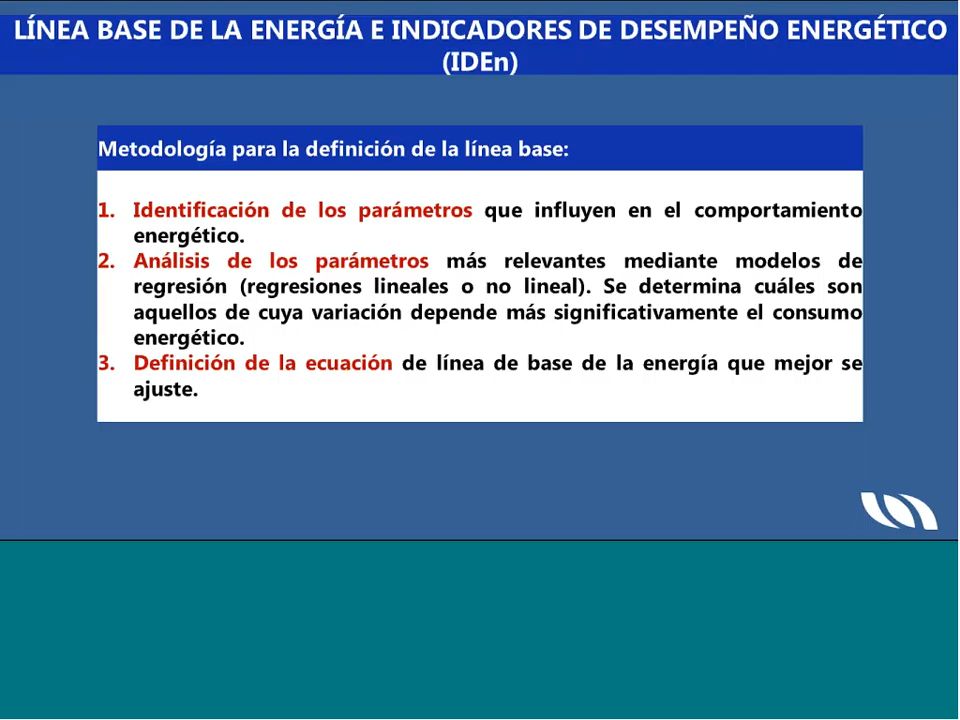 LÍNEA BASE DE LA ENERGÍA E INDICADORES DE DESEMPEÑO ENERGÉTICO
(IDEn)
Metodología para la definición de la línea base:
1. Identificación de los parámetros que influyen en el comportamiento
energético.
2. Análisis de los parámetros más relevantes mediante modelos de
regresión (regresiones lineales o no lineal). Se determina cuáles son
aquellos de cuya variación depende más significativamente el consumo
energético.
3. Definición de la ecuación de línea de base de la energía que mejor se
ajuste.